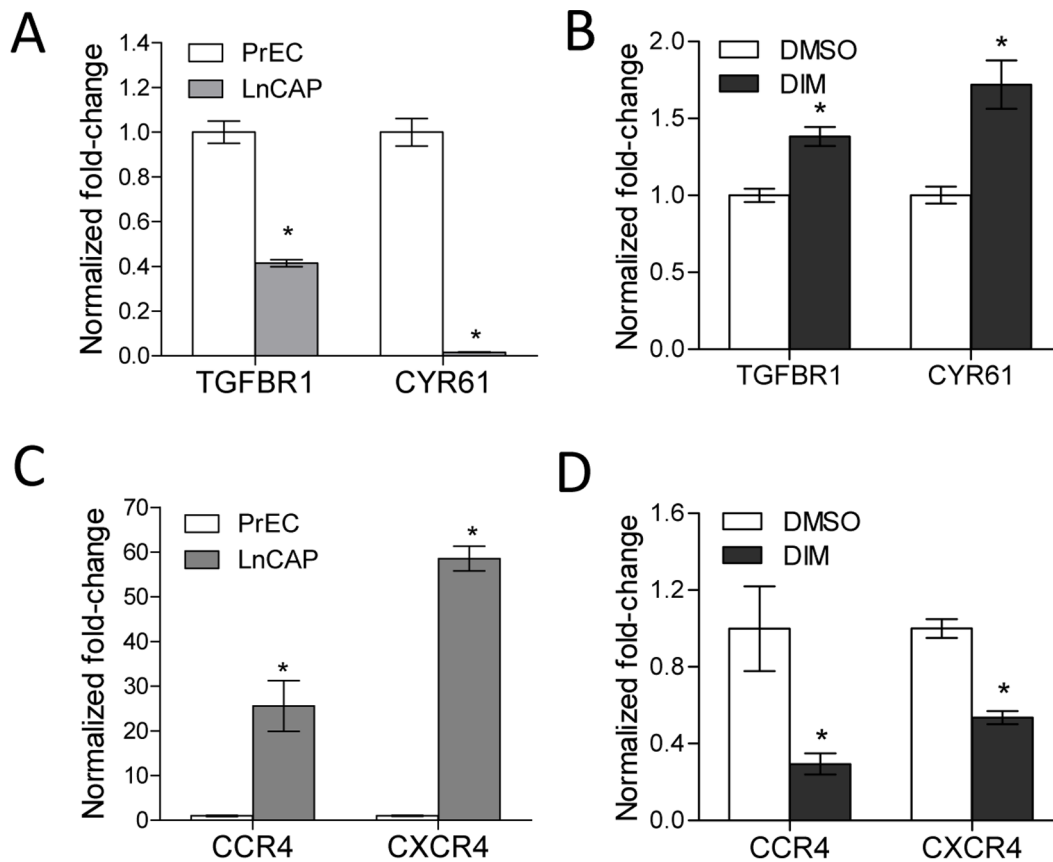 A
Normalized fold-change
1.4
1.2
1.0
0.8
0.6
0.4
0.2
0.0
PrEC
LnCAP
*
*
TGFBR1
CYR61
B
Normalized fold-change
2.0
1.5
1.0
0.5
0.0
DMSO
DIM
*
*
TGFBR1
CYR61
C
Normalized fold-change
70
60
50
40
30
20
10
0
PrEC
LnCAP
*
*
CCR4
CXCR4
D
Normalized fold-change
1.6
1.2
0.8
0.4
0.0
DMSO
DIM
*
*
CCR4
CXCR4